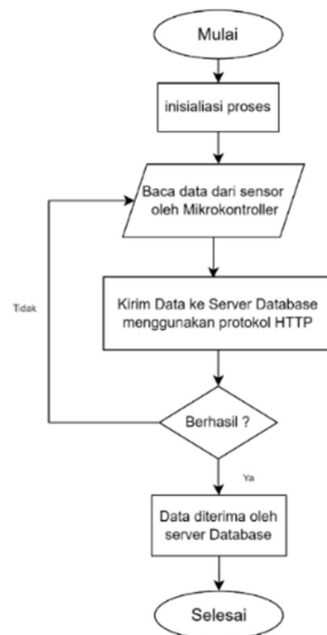 Mulai
inisialiasi proses
Baca data dari sensor
oleh Mikrokontroller
Kirim Data ke Server Database
menggunakan protokol HTTP
Tidak
Berhasil ?
Ya
Data diterima oleh
server Database
Selesai